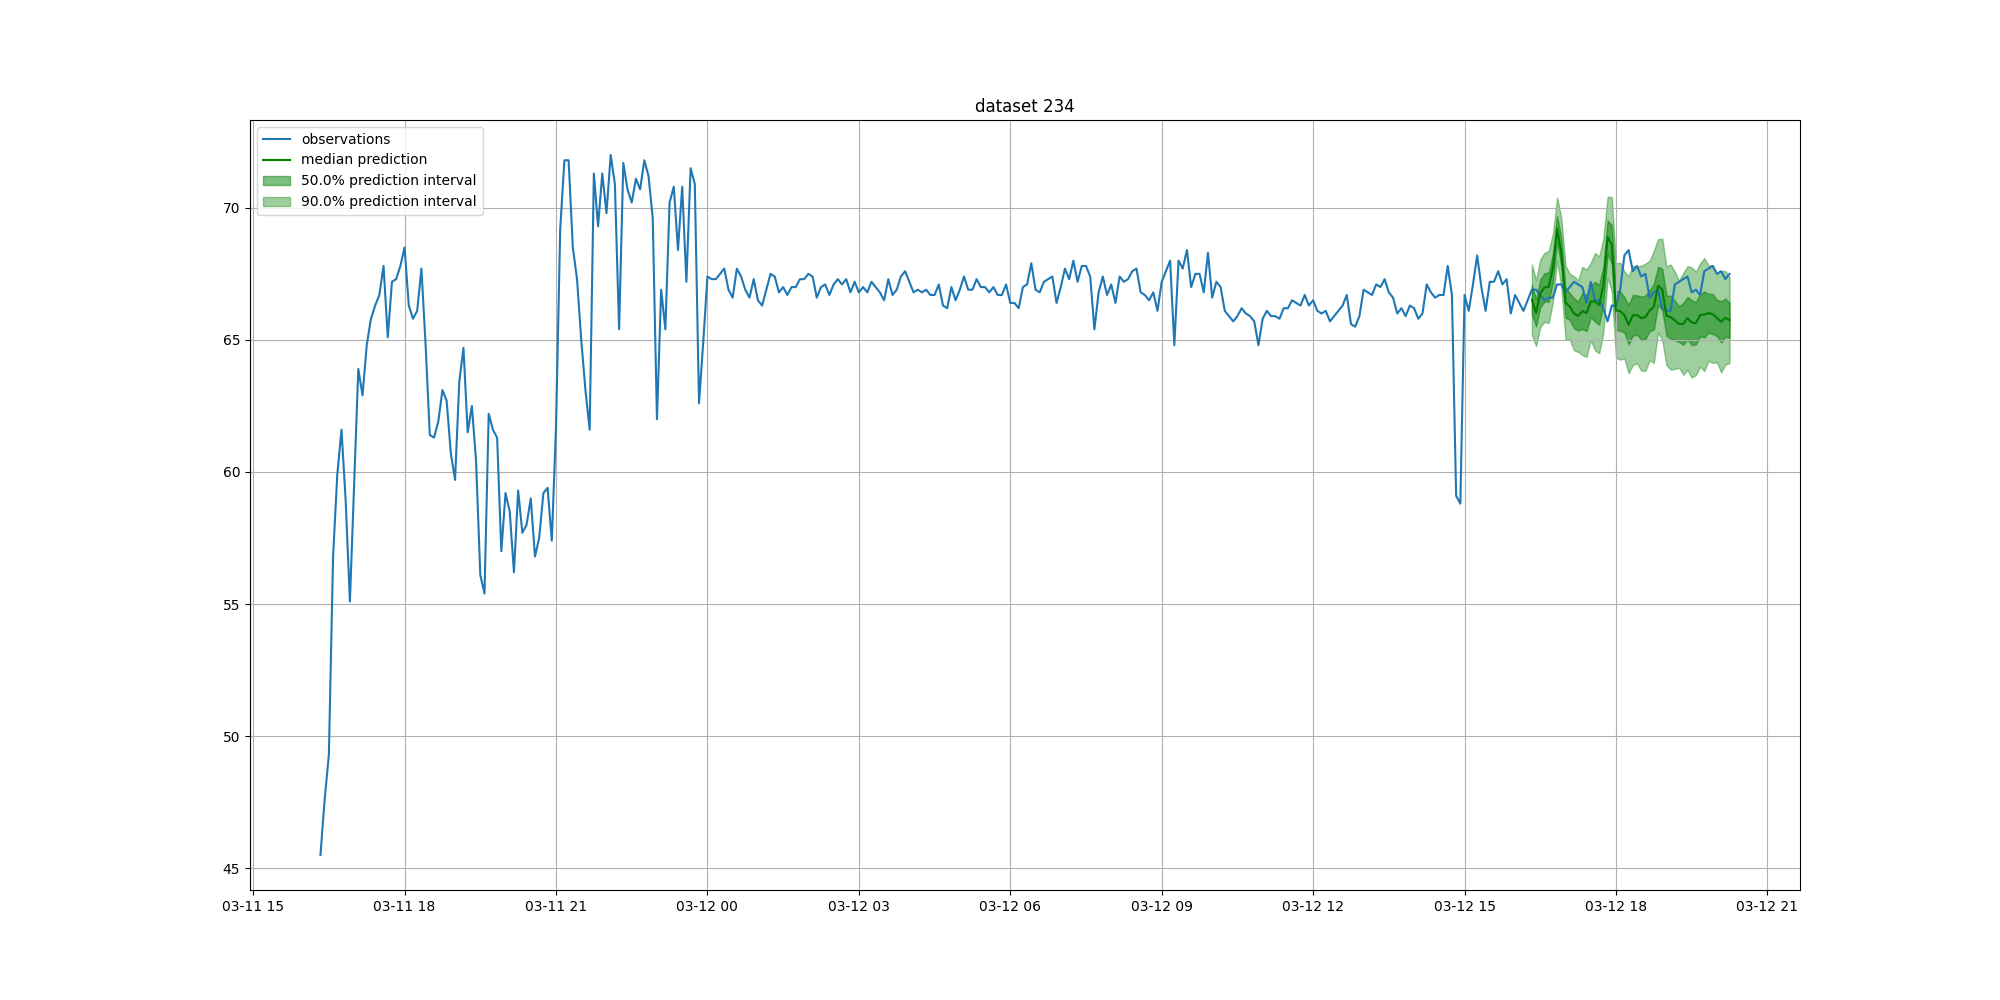 dataset 234
observations
median prediction
50.0% prediction interval
90.0% prediction interval
70
65
60
55
50
45
03-11 15 03-11 18 03-11 21 03-12 00 03-12 03 03-12 06 03-12 09 03-12 12 03-12 15 03-12 18 03-12 21